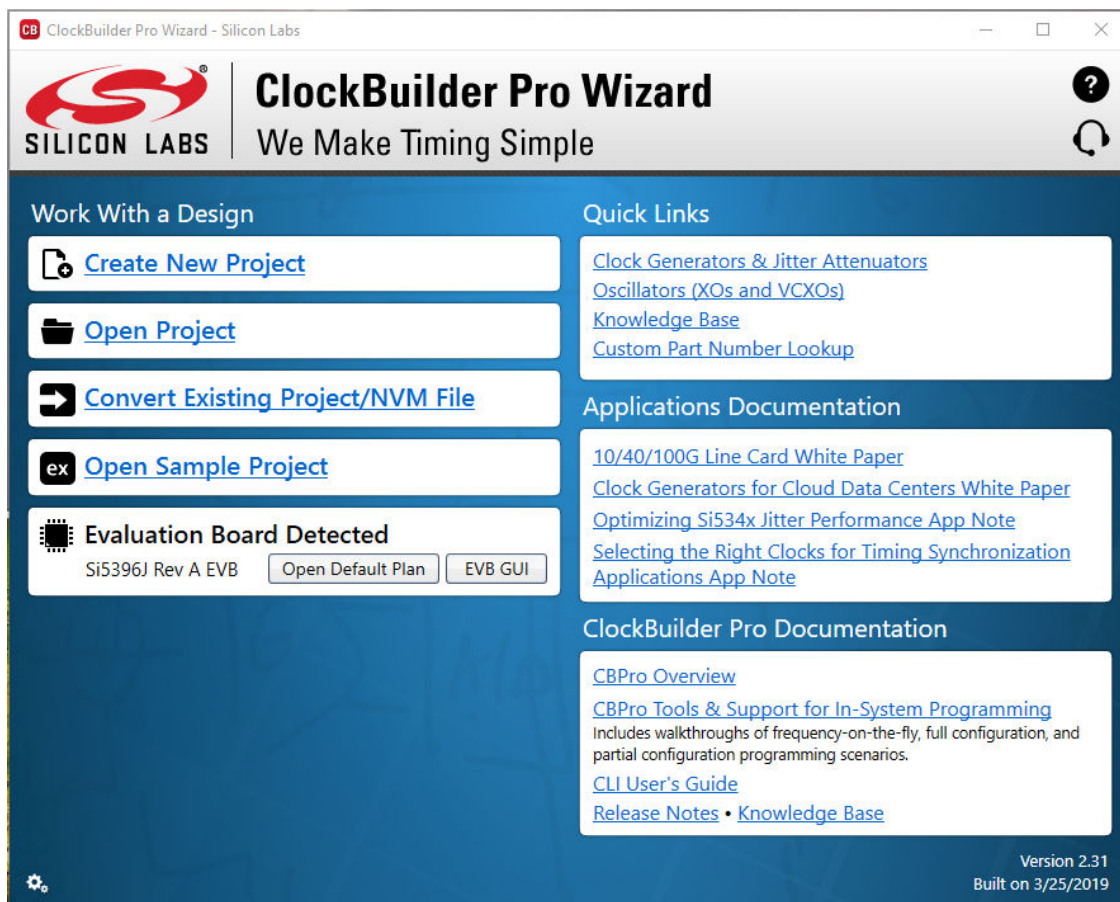 CB ClockBuilder Pro Wizard - Silicon Labs
SILICON LABS
®
ClockBuilder Pro Wizard
We Make Timing Simple
?
Work With a Design
Create New Project
Open Project
Convert Existing Project/NVM File
ex Open Sample Project
Evaluation Board Detected
Si5396J Rev A EVB Open Default Plan EVB GUI
Quick Links
Clock Generators & Jitter Attenuators
Oscillators (XOs and VCXOs)
Knowledge Base
Custom Part Number Lookup
Applications Documentation
10/40/100G Line Card White Paper
Clock Generators for Cloud Data Centers White Paper
Optimizing Si534x Jitter Performance App Note
Selecting the Right Clocks for Timing Synchronization
Applications App Note
ClockBuilder Pro Documentation
CBPro Overview
CBPro Tools & Support for In-System Programming
Includes walkthroughs of frequency-on-the-fly, full configuration, and
partial configuration programming scenarios.
CLI User's Guide
Release Notes • Knowledge Base
Version 2.31
Built on 3/25/2019